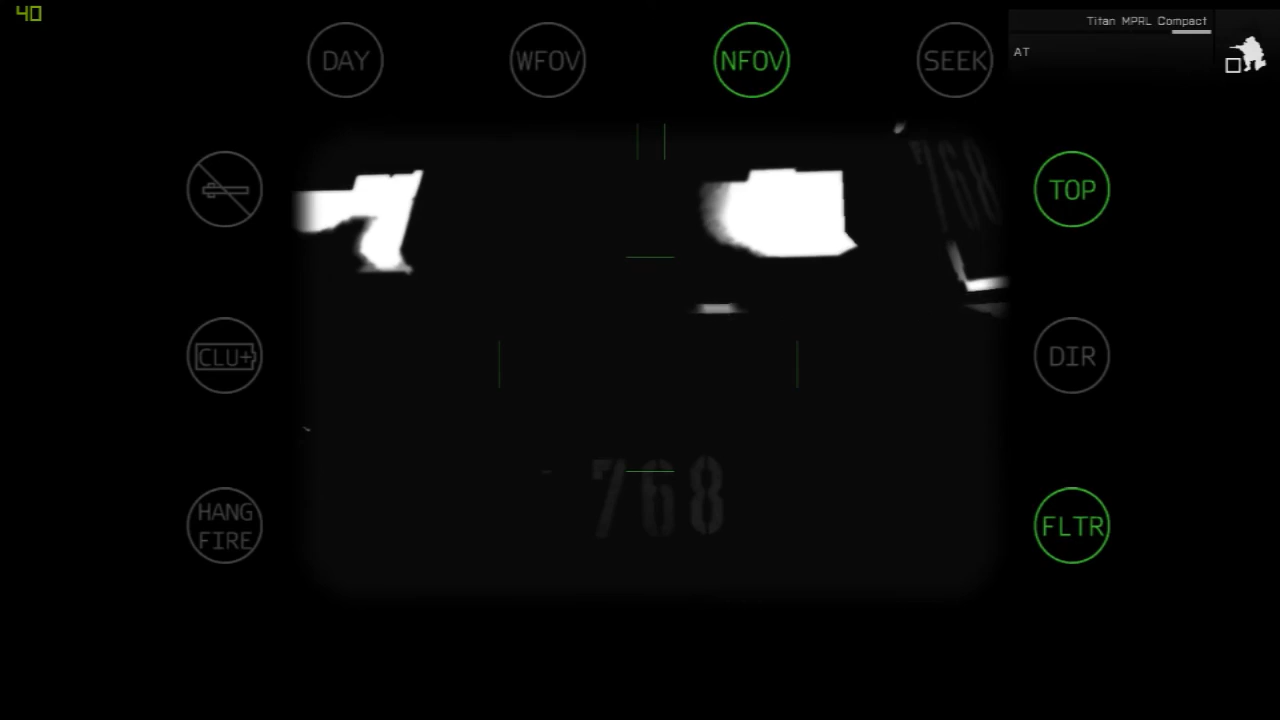 40
DAY WFOV NFOV SEEK
Titan MPRL Compact
AT
768
TOP
CLU+
DIR
HANG
FIRE
768
FLTR